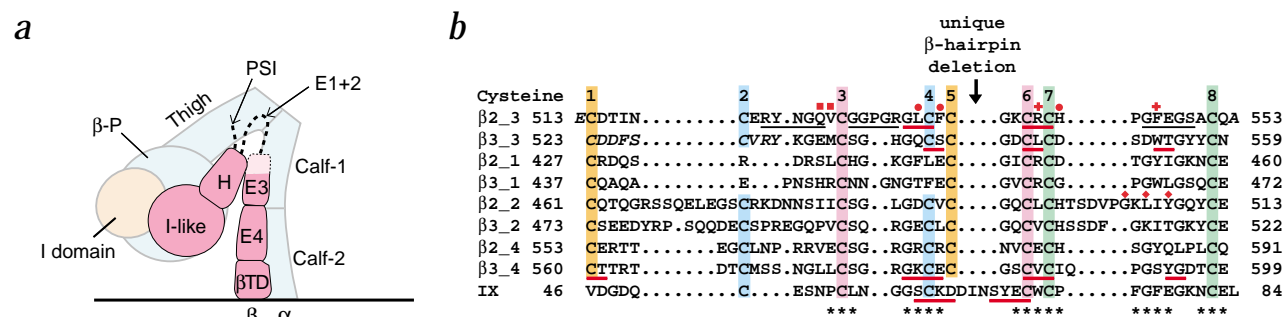 a
PSI
E1+2
Thigh
β-P
Calf-1
H
E3
I-like
E4
I domain
Calf-2
βTD
β α
b
unique
β-hairpin
deletion
Cysteine 1 2 3 4 5 6 7 8
β2_3 513 ECDTIN..........CERY.NGQVCGGPGRGLCFC....GKCRCH.....PGFEGSACQA 553
β3_3 523 CDDFS..........CVRY.KGEMCSG..HGQCSC....GDCLCD.....SDWTGYYCN 559
β2_1 427 CRDQS..........R...DRSLCHG..KGFLEC....GICRCD.....TGYIGKNCE 460
β3_1 437 CQAQA..........E..PNSHRCNN.GNGTFEC....GVCRCG.....PGWLGSQCE 472
β2_2 461 CQTQGRSSQELEGSCRKDNNSIICSG..LGDCVC....GQCLCHTSDVPGKLIYGQYCE 513
β3_2 473 CSEEDYRP.SQQDECSPREGQPVCSQ..RGECLC....GQCVCHSSDF.GKITGKYCE 522
β2_4 553 CERTT.........EGCLNP.RRVECSG..RGRCRC....NVCECH.....SGYQLPLCQ 591
β3_4 560 CTTRT.........DTCMSS.NGLLCSG..RGKCEC....GSCVCIQ....PGSYGDTCE 599
IX 46 VDGDQ..........C....ESNPCLN..GGSCKDDINSYECWCP.....FGFEGKNCEL 84
*** **** ***** **** ***